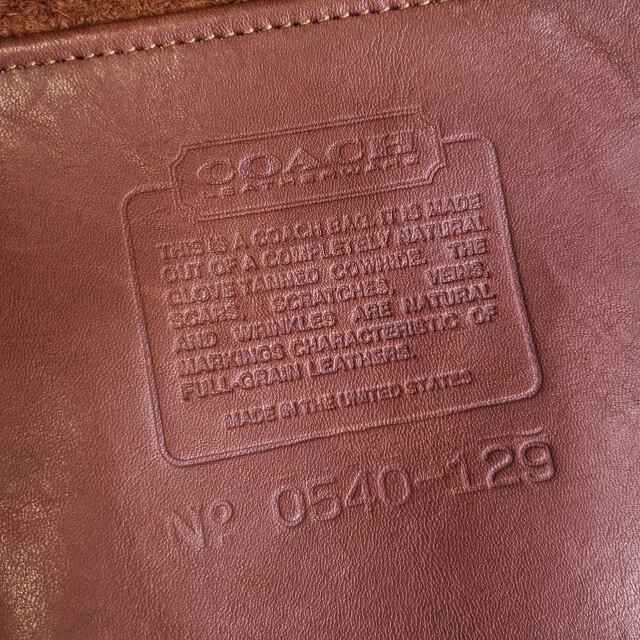 COACH
LEATHERWARE
THIS IS A COACH BAG. IT IS MADE
OUT OF A COMPLETELY NATURAL
GLOVE TANNED COWHIDE. THE
SCARS, SCRATCHES, VEINS,
AND WRINKLES ARE NATURAL
MARKINGS CHARACTERISTIC OF
FULL-GRAIN LEATHERS.
MADE IN THE UNITED STATES
Nº 0540-129